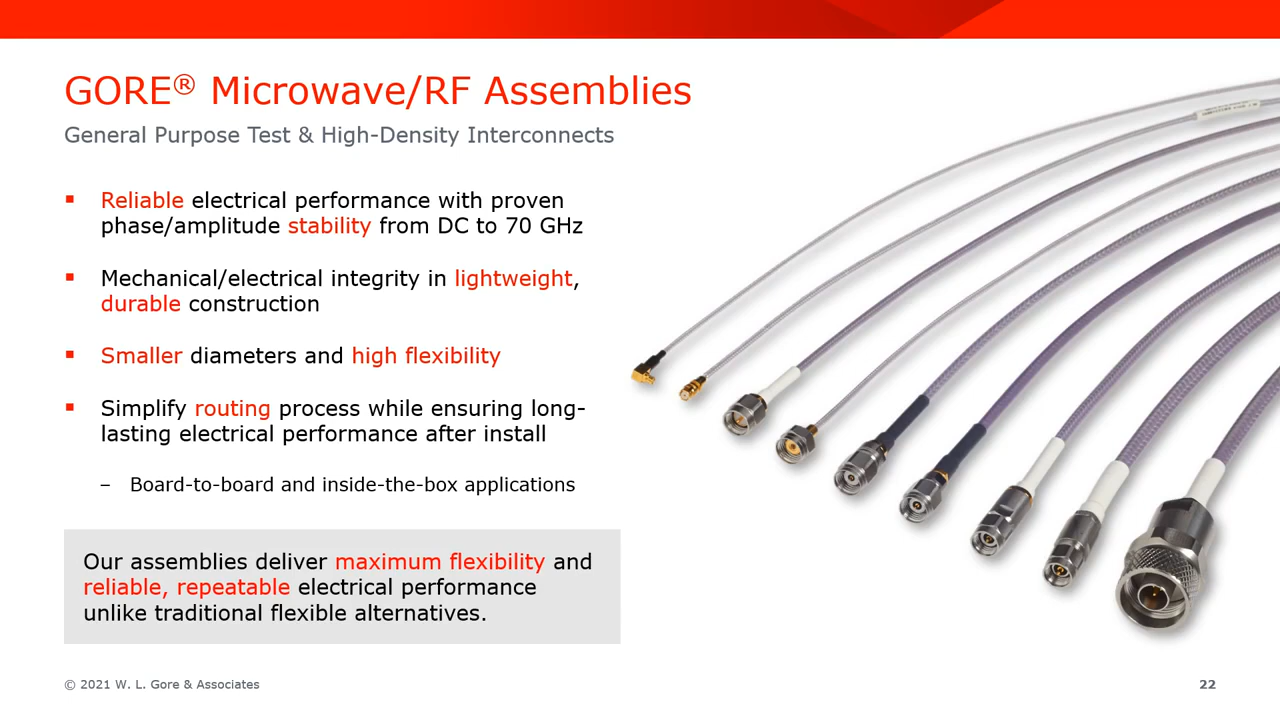 GORE® Microwave/RF Assemblies
General Purpose Test & High-Density Interconnects
▪ Reliable electrical performance with proven
phase/amplitude stability from DC to 70 GHz
▪ Mechanical/electrical integrity in lightweight,
durable construction
▪ Smaller diameters and high flexibility
▪ Simplify routing process while ensuring long-
lasting electrical performance after install
– Board-to-board and inside-the-box applications
Our assemblies deliver maximum flexibility and
reliable, repeatable electrical performance
unlike traditional flexible alternatives.
© 2021 W. L. Gore & Associates
22